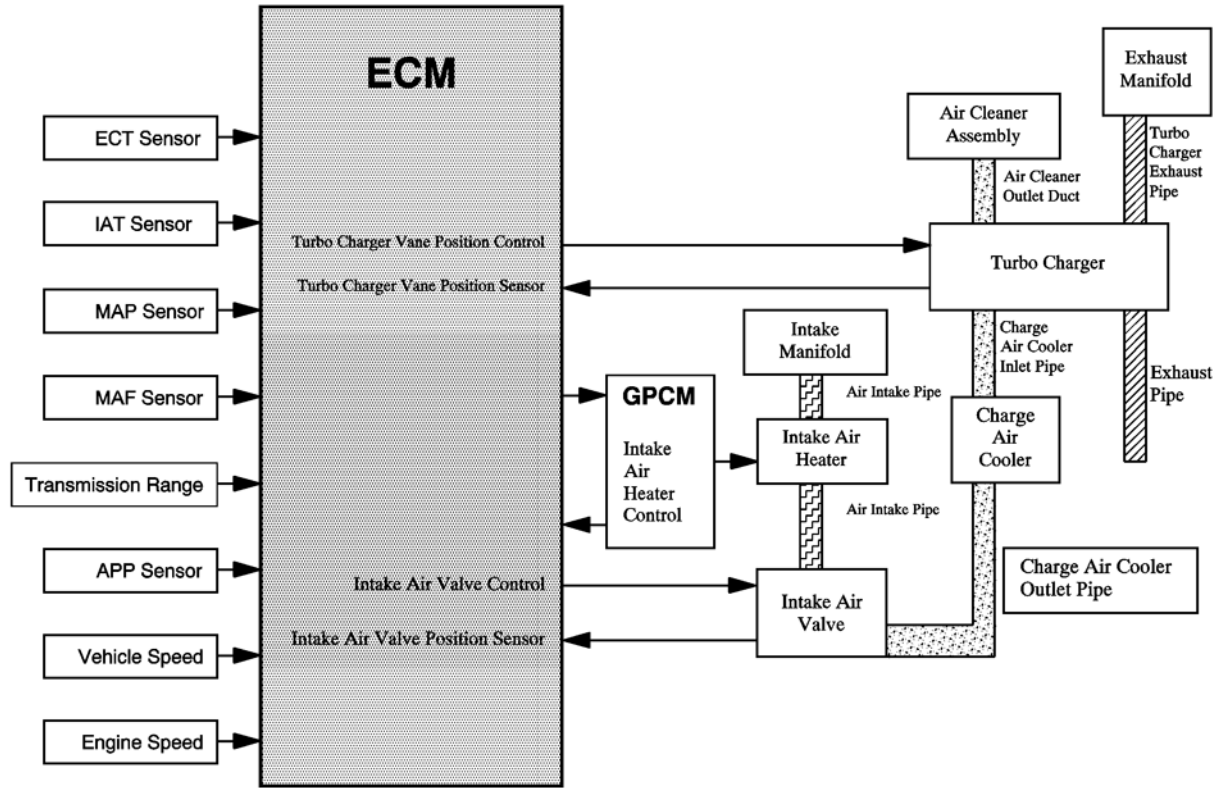 ECM
ECT Sensor
IAT Sensor
MAP Sensor
MAF Sensor
Transmission Range
APP Sensor
Vehicle Speed
Engine Speed
Turbo Charger Vane Position Control
Turbo Charger Vane Position Sensor
Intake Air Valve Control
Intake Air Valve Position Sensor
GPCM
Intake
Air
Heater
Control
Intake
Manifold
Air Intake Pipe
Intake Air
Heater
Air Intake Pipe
Intake Air
Valve
Air Cleaner
Assembly
Air Cleaner
Outlet Duct
Exhaust
Manifold
Turbo
Charger
Exhaust
Pipe
Turbo Charger
Charge
Air Cooler
Inlet Pipe
Exhaust
Pipe
Charge
Air
Cooler
Charge Air Cooler
Outlet Pipe